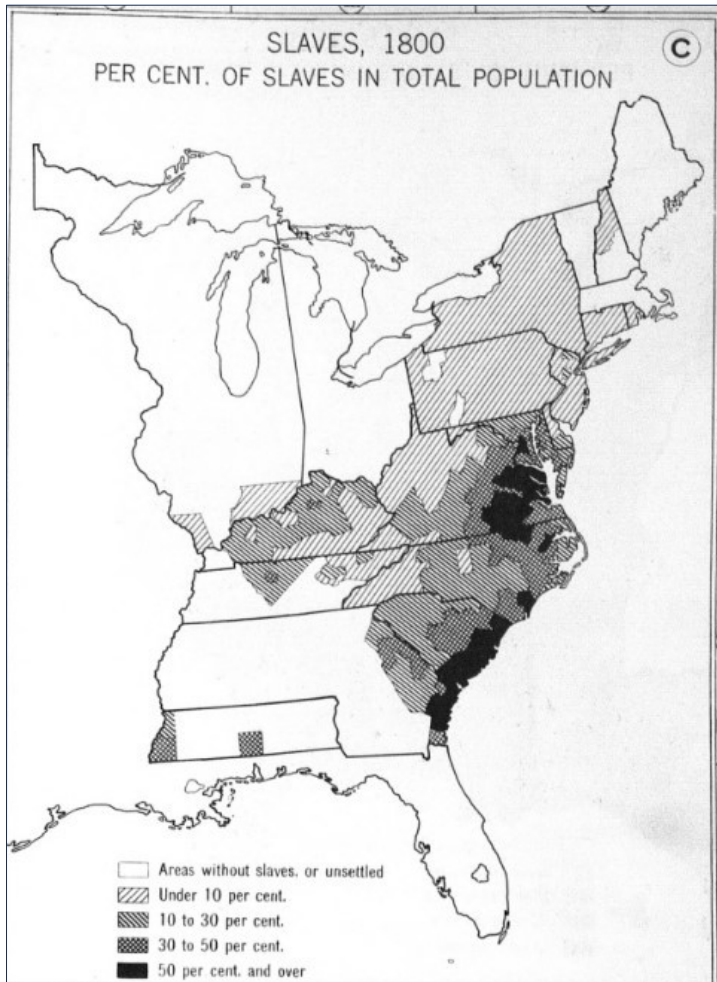 SLAVES, 1800
C
PER CENT. OF SLAVES IN TOTAL POPULATION
Areas without slaves, or unsettled
Under 10 per cent.
10 to 30 per cent.
30 to 50 per cent.
50 per cent. and over